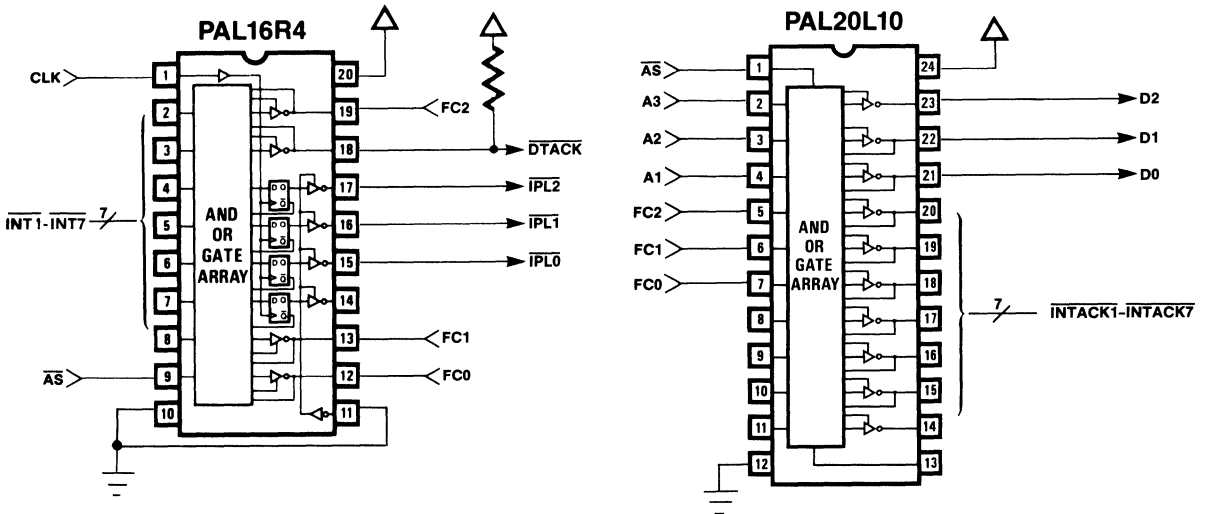 PAL16R4
CLK
1
2
3
4
5
6
7
8
9
10
20
19
18
17
16
15
14
13
12
11
INT1-INT7
7
AS
AND
OR
GATE
ARRAY
D Q
Q
D Q
Q
D Q
Q
D Q
Q
FC2
DTACK
IPL2
IPL1
IPL0
FC1
FC0
PAL20L10
AS
A3
A2
A1
FC2
FC1
FC0
1
2
3
4
5
6
7
8
9
10
11
12
AND
OR
GATE
ARRAY
24
23
22
21
20
19
18
17
16
15
14
13
D2
D1
D0
7
INTACK1-INTACK7